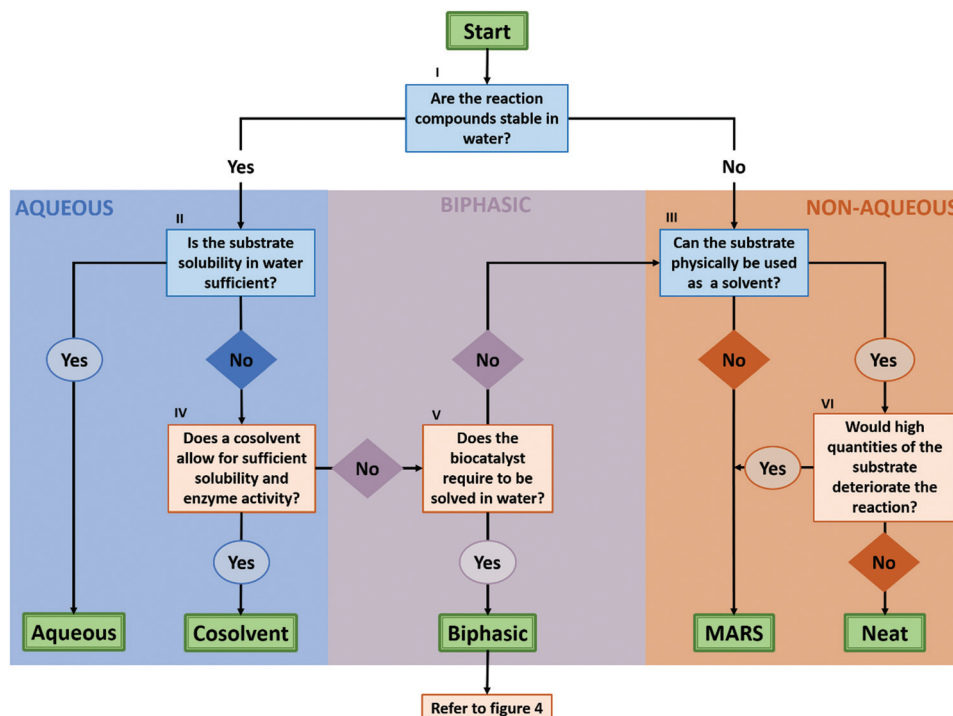 Start
I
Are the reaction
compounds stable in
water?
Yes
No
AQUEOUS
BIPHASIC
NON-AQUEOUS
II
Is the substrate
solubility in water
sufficient?
III
Can the substrate
physically be used
as a solvent?
Yes
No
No
No
Yes
IV
Does a cosolvent
allow for sufficient
solubility and
enzyme activity?
No
V
Does the
biocatalyst
require to be
solved in water?
VI
Would high
quantities of the
substrate
deteriorate the
reaction?
Yes
Yes
Yes
No
Aqueous
Cosolvent
Biphasic
MARS
Neat
Refer to figure 4